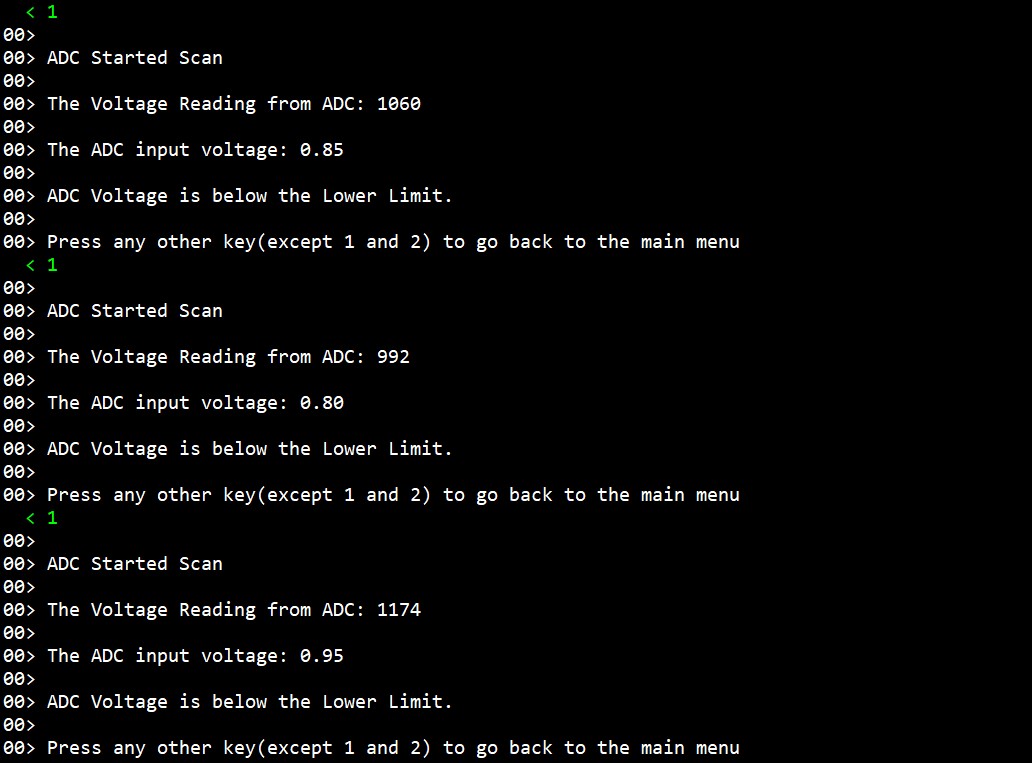 < 1
00>
00> ADC Started Scan
00>
00> The Voltage Reading from ADC: 1060
00>
00> The ADC input voltage: 0.85
00>
00> ADC Voltage is below the Lower Limit.
00>
00> Press any other key(except 1 and 2) to go back to the main menu
< 1
00>
00> ADC Started Scan
00>
00> The Voltage Reading from ADC: 992
00>
00> The ADC input voltage: 0.80
00>
00> ADC Voltage is below the Lower Limit.
00>
00> Press any other key(except 1 and 2) to go back to the main menu
< 1
00>
00> ADC Started Scan
00>
00> The Voltage Reading from ADC: 1174
00>
00> The ADC input voltage: 0.95
00>
00> ADC Voltage is below the Lower Limit.
00>
00> Press any other key(except 1 and 2) to go back to the main menu